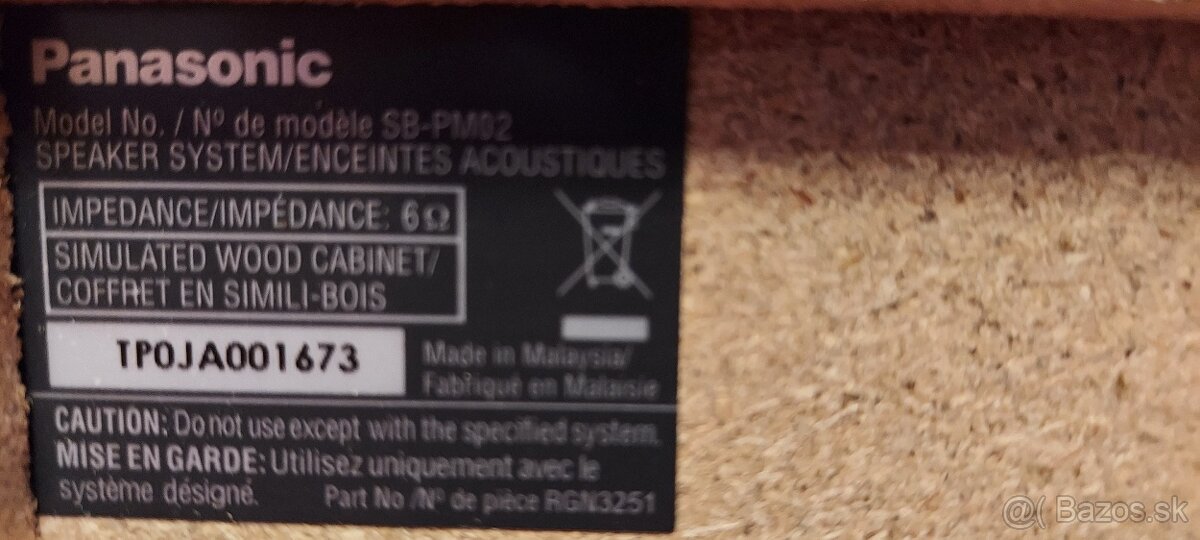 Panasonic
Model No. / Nº de modèle SB-PM02
SPEAKER SYSTEM/ENCEINTES ACOUSTIQUES
IMPEDANCE/IMPÉDANCE: 6Ω
SIMULATED WOOD CABINET/
COFFRET EN SIMILI-BOIS
TP0JA001673
Made in Malaysia/
Fabriqué en Malaisie
CAUTION: Do not use except with the specified system.
MISE EN GARDE: Utilisez uniquement avec le
système désigné.
Part No /Nº de pièce RGN3251
@( Bazos.sk